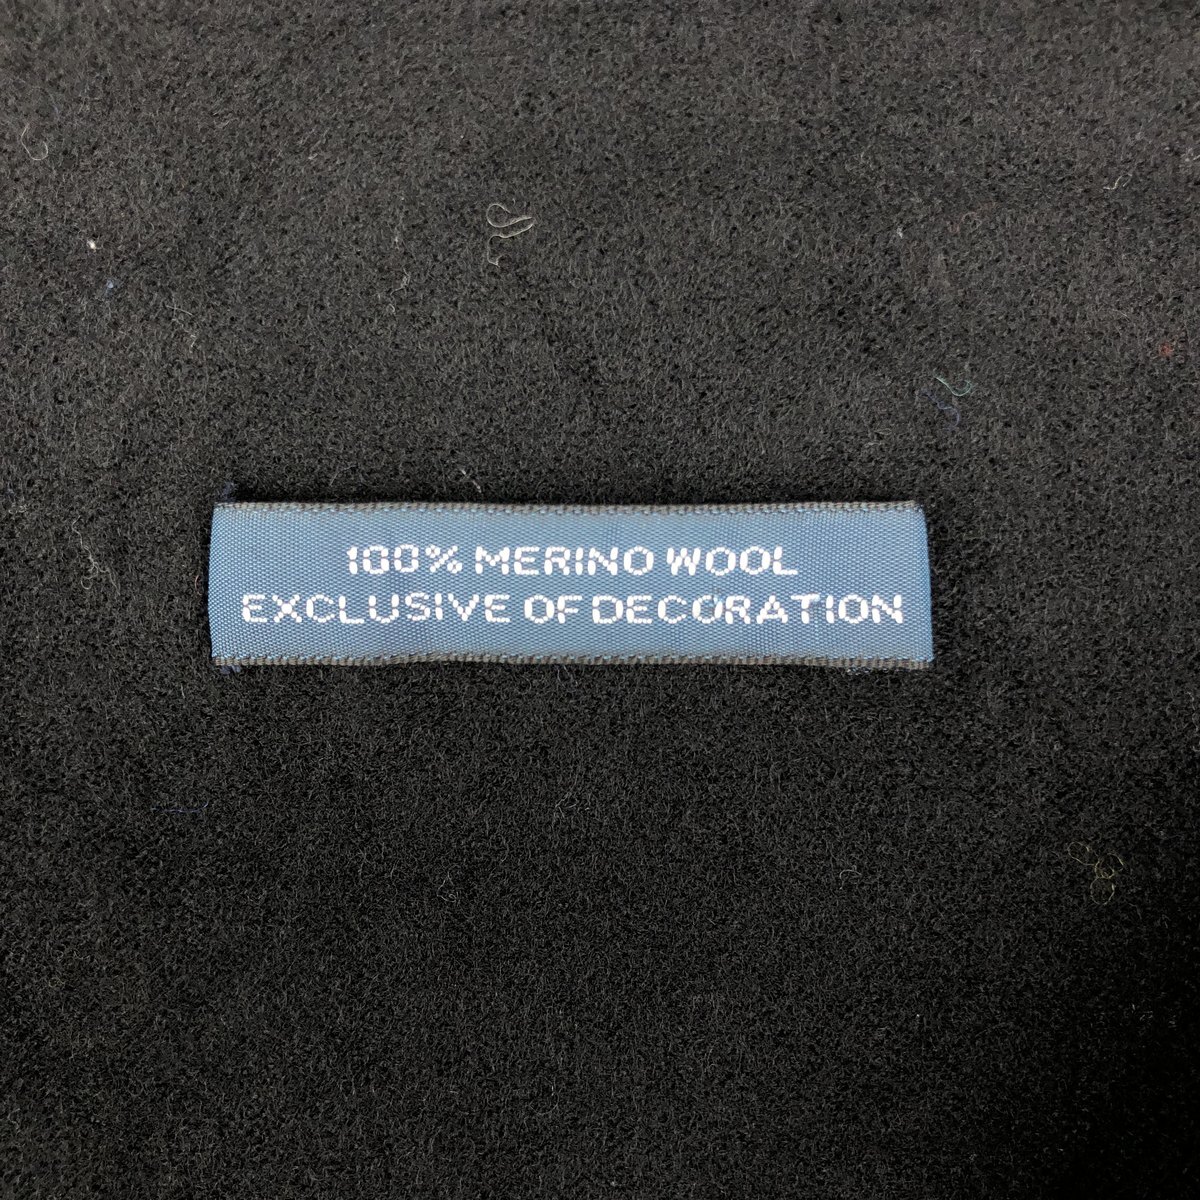 100% MERINO WOOL
EXCLUSIVE OF DECORATION